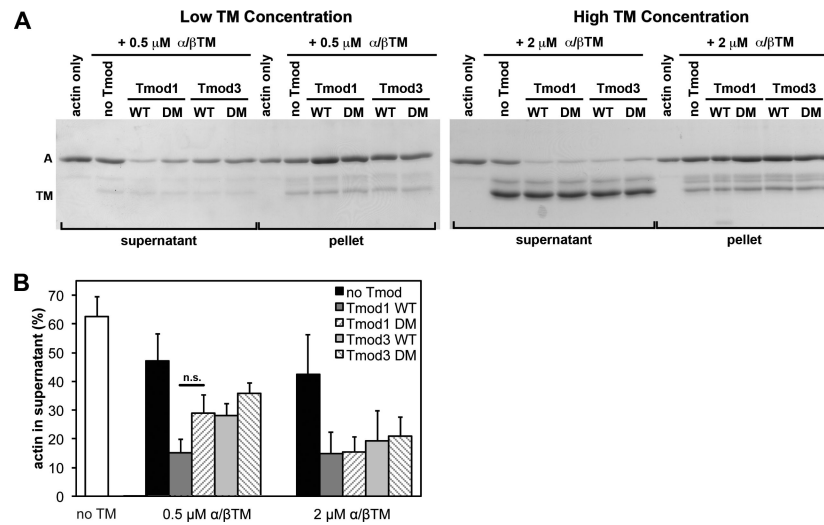 A
Low TM Concentration
High TM Concentration
+ 0.5 µM α/βTM
+ 0.5 µM α/βTM
+ 2 µM α/βTM
+ 2 µM α/βTM
actin only
no Tmod
Tmod1
Tmod3
actin only
no Tmod
Tmod1
Tmod3
actin only
no Tmod
Tmod1
Tmod3
actin only
no Tmod
Tmod1
Tmod3
WT DM WT DM
WT DM WT DM
WT DM WT DM
WT DM WT DM
A
TM
supernatant
pellet
supernatant
pellet
B
actin in supernatant (%)
70
60
50
40
30
20
10
0
n.s.
no Tmod
Tmod1 WT
Tmod1 DM
Tmod3 WT
Tmod3 DM
no TM
0.5 µM α/βTM
2 µM α/βTM